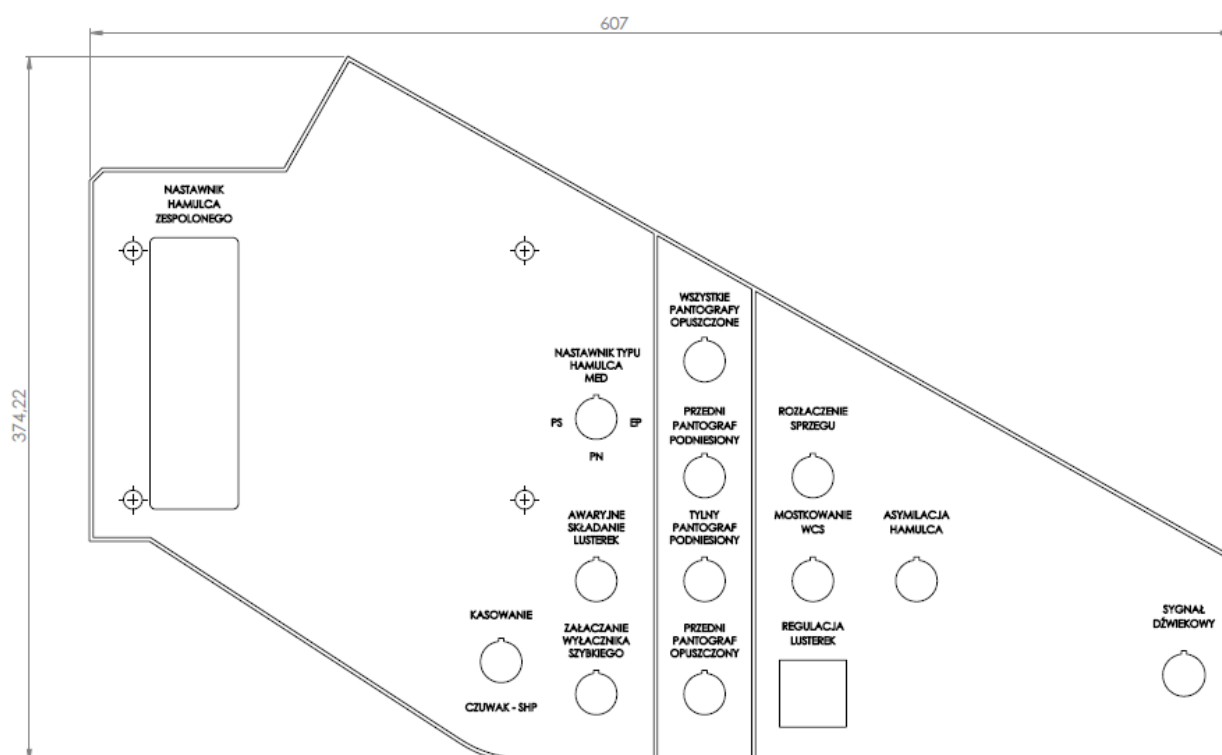 607
374,22
NASTAWNIK
HAMULCA
ZESPOLONEGO
WSZYSTKIE
PANTOGRAFY
OPUSZCZONE
NASTAWNIK TYPU
HAMULCA
MED
PS
EP
PN
PRZEDNI
PANTOGRAF
PODNIESIONY
ROZŁACZENIE
SPRZEGU
AWARYJNE
SKŁADANIE
LUSTEREK
TYLNY
PANTOGRAF
PODNIESIONY
MOSTKOWANIE
WCS
ASYMILACJA
HAMULCA
KASOWANIE
CZUWAK - SHP
ZAŁACZANIE
WYŁACZNIKA
SZYBKIEGO
PRZEDNI
PANTOGRAF
OPUSZCZONY
REGULACJA
LUSTEREK
SYGNAŁ
DŹWIEKOWY